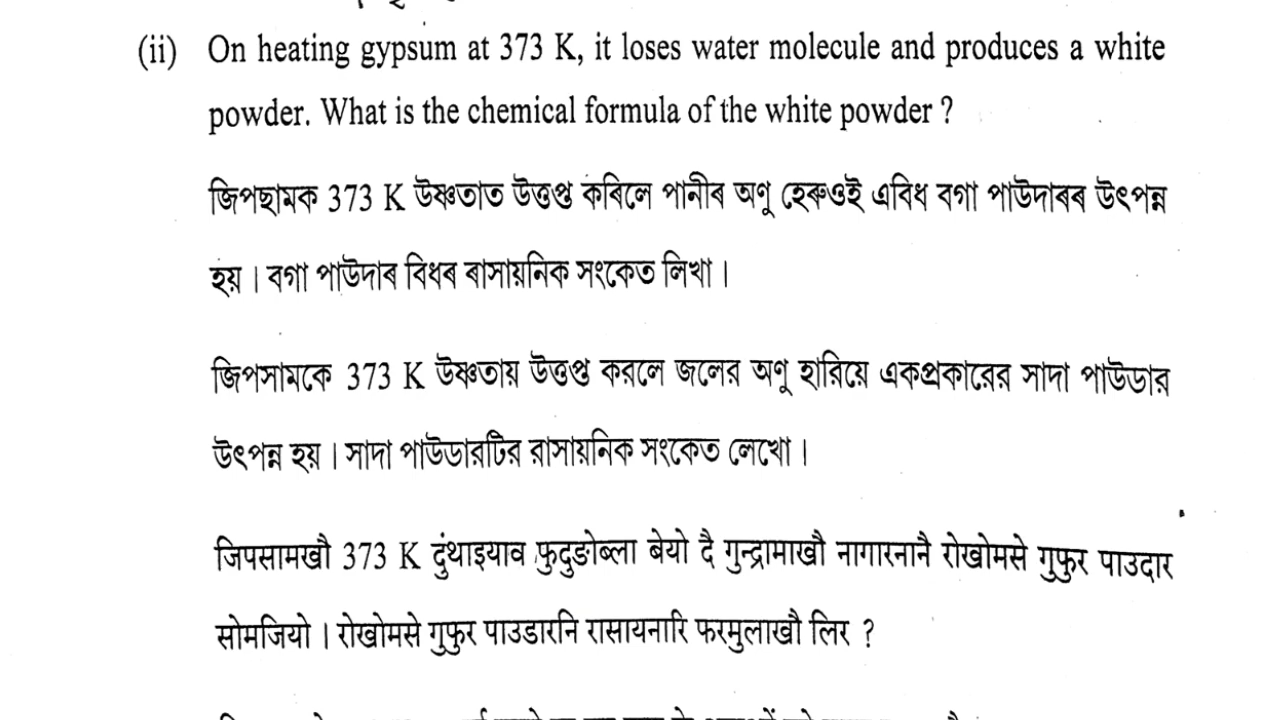 (ii) On heating gypsum at 373 K, it loses water molecule and produces a white
powder. What is the chemical formula of the white powder ?
জিপছামক 373 K উষ্ণতাত উত্তপ্ত কৰিলে পানীৰ অণু হেৰুওই এবিধ বগা পাউদাৰৰ উৎপন্ন
হয়। বগা পাউদাৰ বিধৰ ৰাসায়নিক সংকেত লিখা।
জিপসামকে 373 K উষ্ণতায় উত্তপ্ত করলে জলের অণু হারিয়ে একপ্রকারের সাদা পাউডার
উৎপন্ন হয়। সাদা পাউডারটির রাসায়নিক সংকেত লেখো।
जिपसामखौ 373 K दुंथाइयाव फुदुङोब्ला बेयो दै गुन्द्रामाखौ नागारनानै रोखोमसे गुफुर पाउदार
सोमजियो। रोखोमसे गुफुर पाउडारनि रासायनारि फरमुलाखौ लिर ?